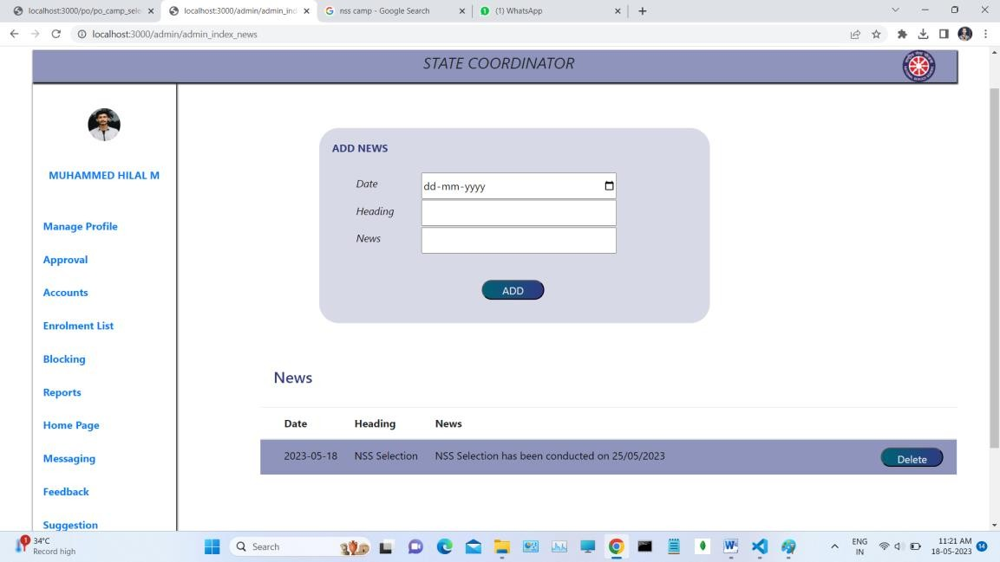 localhost:3000/po/po_camp_sele
localhost:3000/admin/admin_ind
nss camp - Google Search
(1) WhatsApp
localhost:3000/admin/admin_index_news
STATE COORDINATOR
MUHAMMED HILAL M
Manage Profile
Approval
Accounts
Enrolment List
Blocking
Reports
Home Page
Messaging
Feedback
Suggestion
ADD NEWS
Date dd-mm-yyyy
Heading
News
ADD
News
Date Heading News
2023-05-18 NSS Selection NSS Selection has been conducted on 25/05/2023 Delete
1 34°C
Record high
Search
ENG
IN
11:21 AM
18-05-2023
14